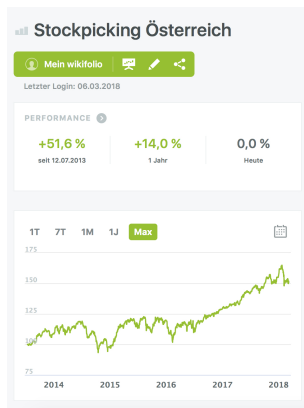 Stockpicking Österreich
Mein wikifolio
Letzter Login: 06.03.2018
PERFORMANCE
+51,6 % +14,0 % 0,0 %
seit 12.07.2013 1 Jahr Heute
1T 7T 1M 1J Max
175
150
125
100
79
2014 2015 2016 2017 2018